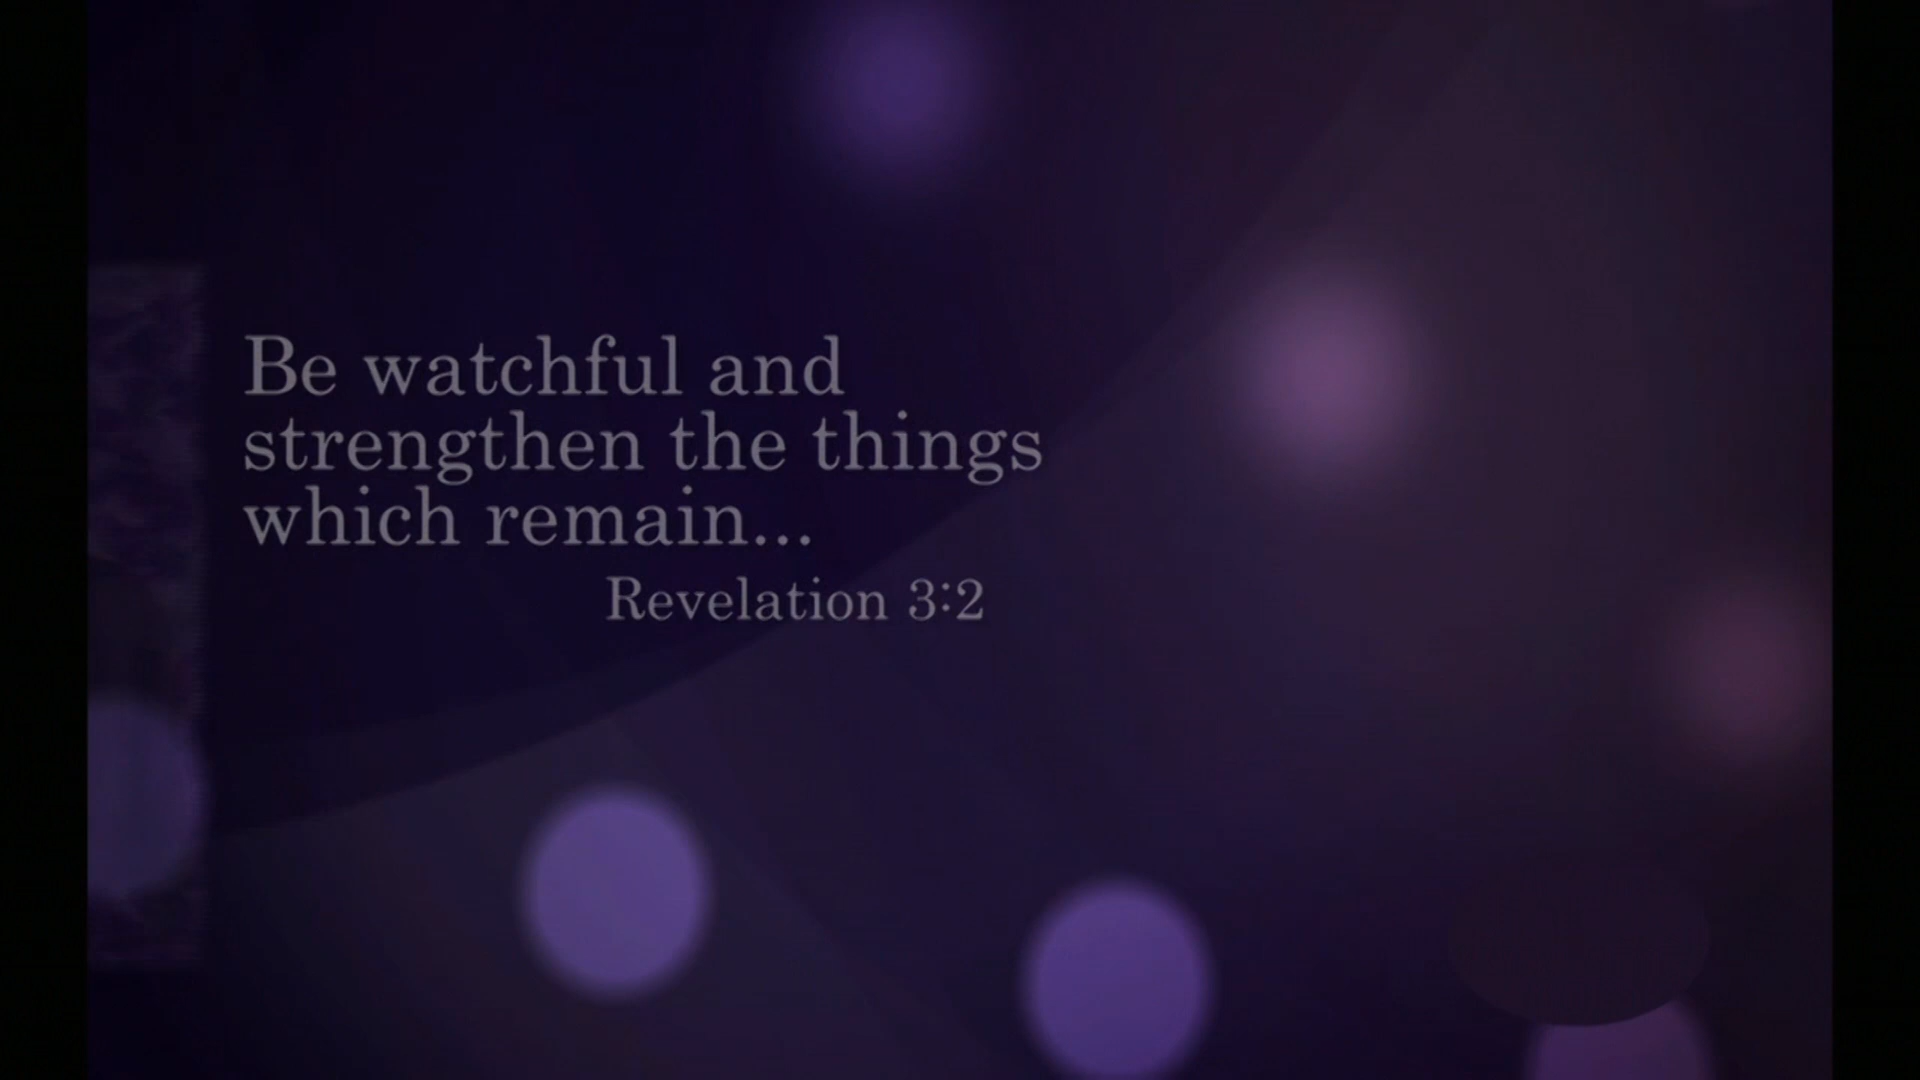 Be watchful and
strengthen the things
which remain...
Revelation 3:2